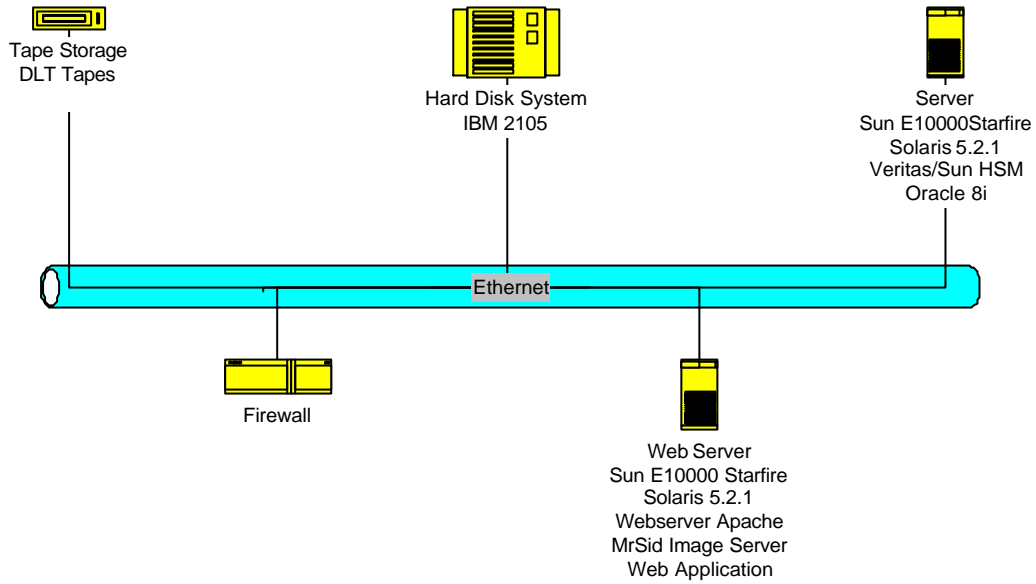 Tape Storage
DLT Tapes
Hard Disk System
IBM 2105
Server
Sun E10000Starfire
Solaris 5.2.1
Veritas/Sun HSM
Oracle 8i
Ethernet
Firewall
Web Server
Sun E10000 Starfire
Solaris 5.2.1
Webserver Apache
MrSid Image Server
Web Application